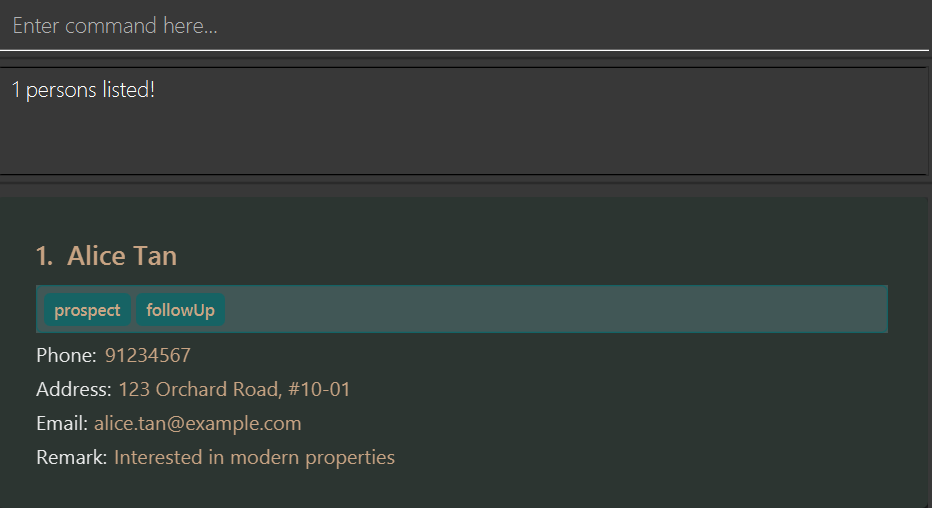 Enter command here...
1 persons listed!
1. Alice Tan
prospect followUp
Phone: 91234567
Address: 123 Orchard Road, #10-01
Email: alice.tan@example.com
Remark: Interested in modern properties